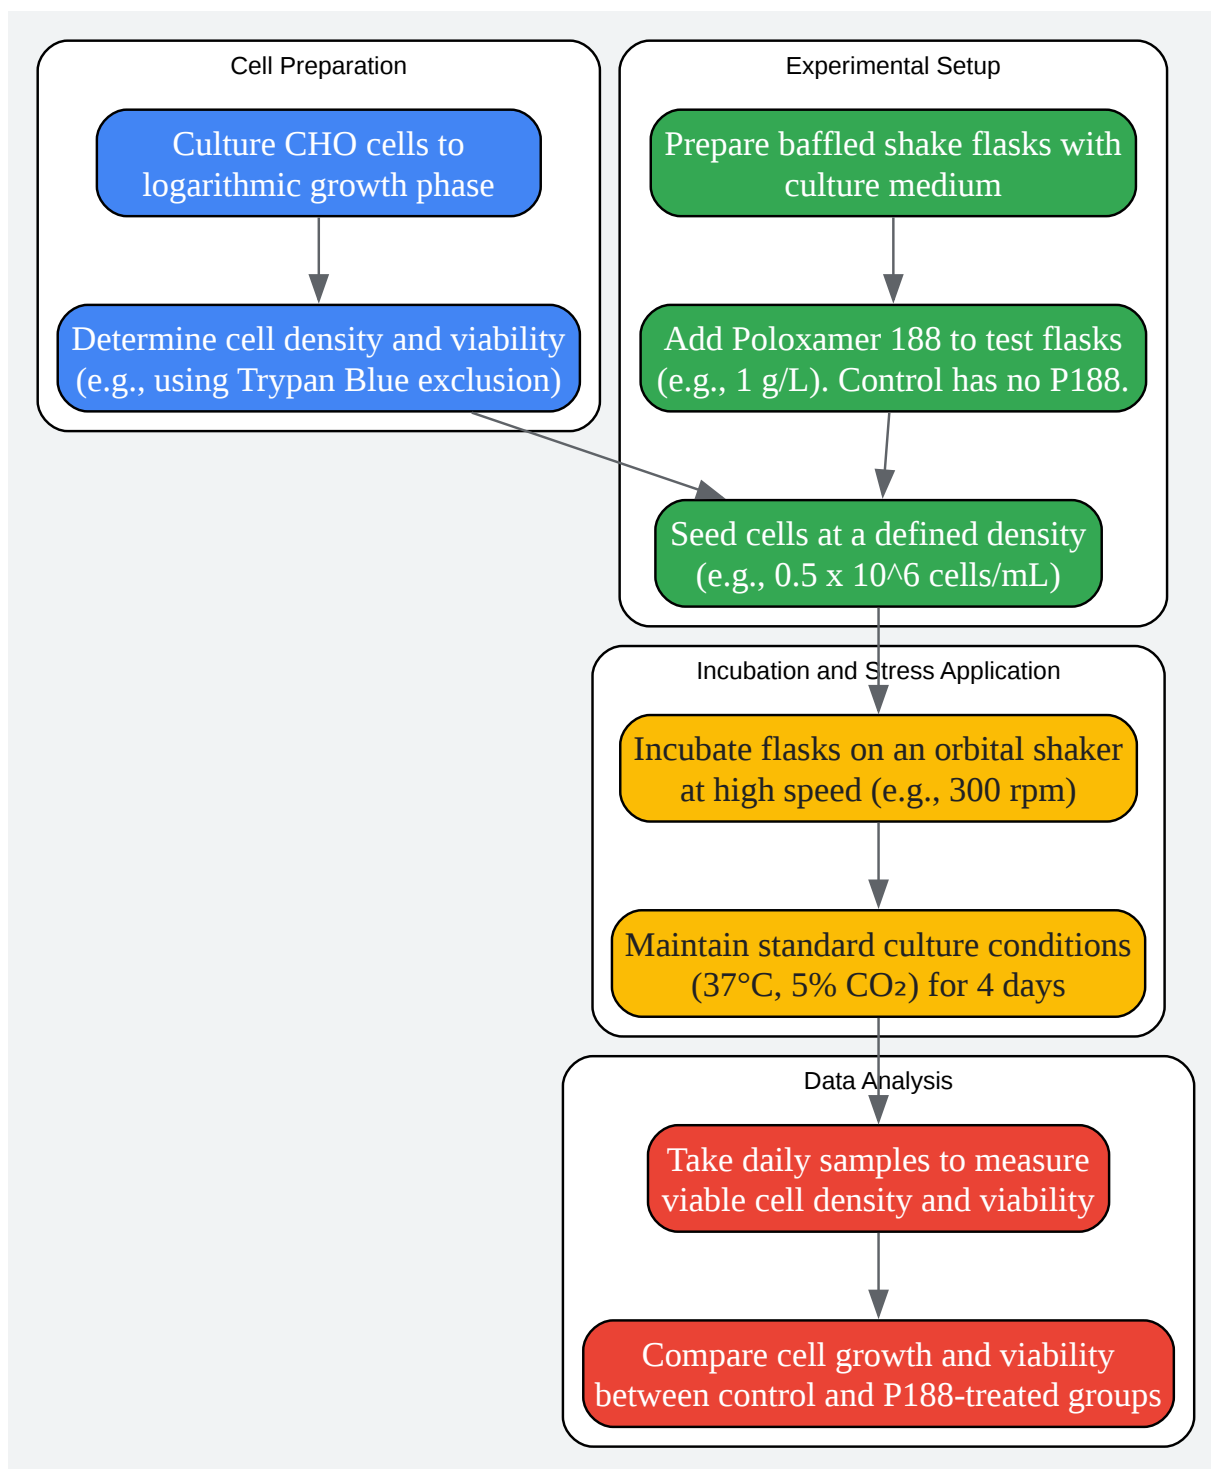 Cell Preparation
Culture CHO cells to
logarithmic growth phase
Determine cell density and viability
(e.g., using Trypan Blue exclusion)
Experimental Setup
Prepare baffled shake flasks with
culture medium
Add Poloxamer 188 to test flasks
(e.g., 1 g/L). Control has no P188.
Seed cells at a defined density
(e.g., 0.5 x 10^6 cells/mL)
Incubation and Stress Application
Incubate flasks on an orbital shaker
at high speed (e.g., 300 rpm)
Maintain standard culture conditions
(37°C, 5% CO₂) for 4 days
Data Analysis
Take daily samples to measure
viable cell density and viability
Compare cell growth and viability
between control and P188-treated groups